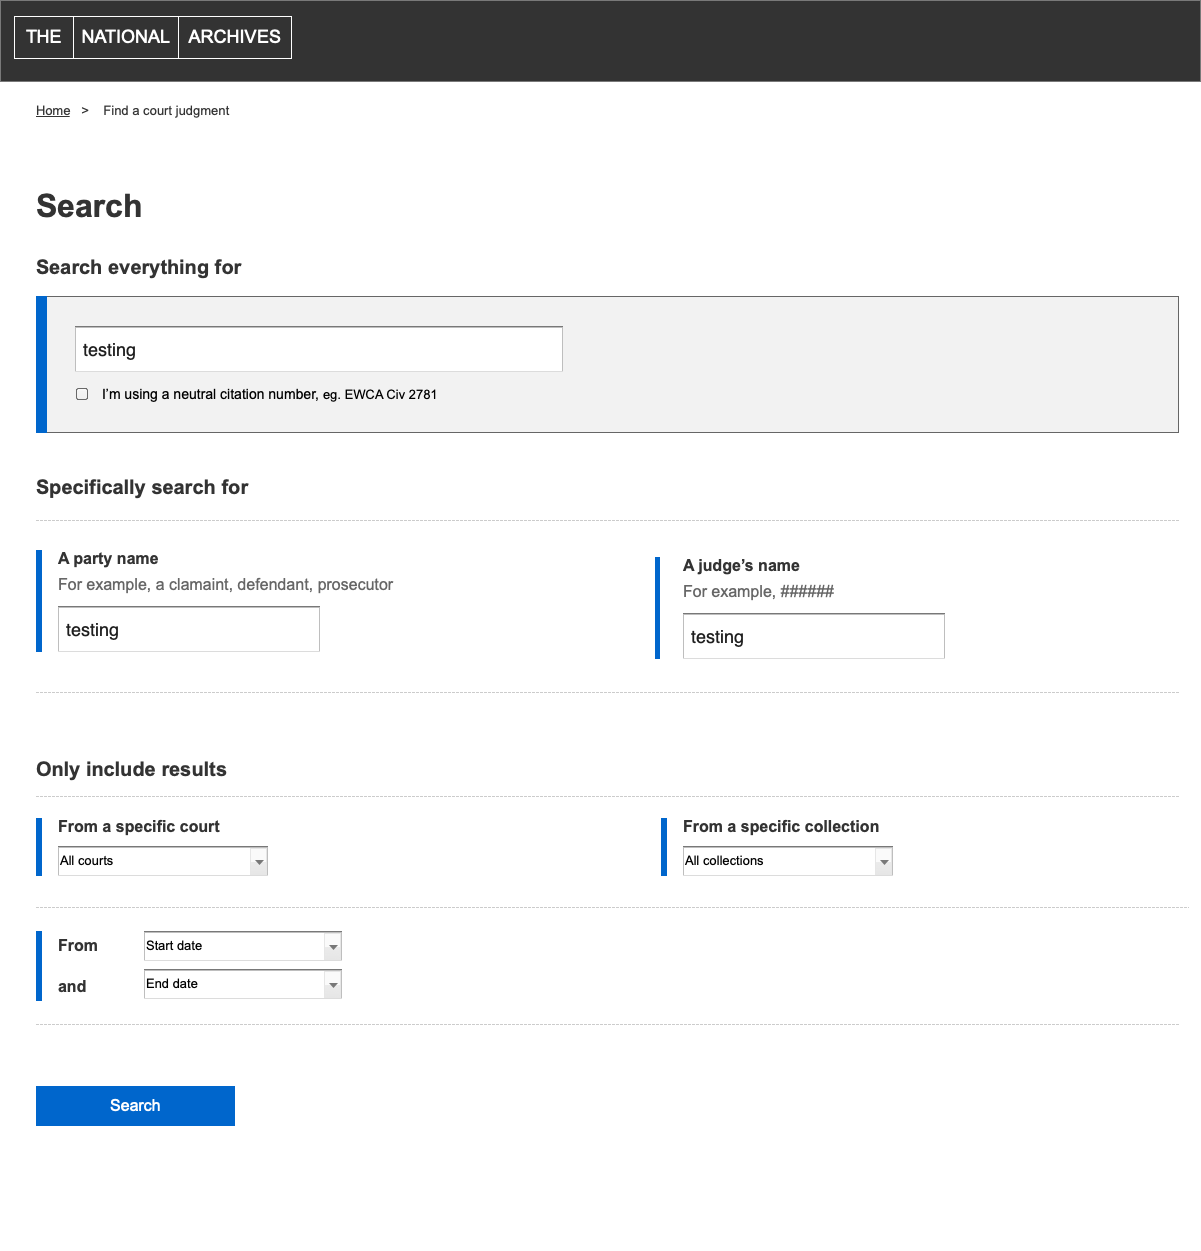 THE NATIONAL ARCHIVES
Home > Find a court judgment
Search
Search everything for
testing
I’m using a neutral citation number, eg. EWCA Civ 2781
Specifically search for
A party name
For example, a clamaint, defendant, prosecutor
testing
A judge’s name
For example, ######
testing
Only include results
From a specific court
All courts
From a specific collection
All collections
From
Start date
and
End date
Search